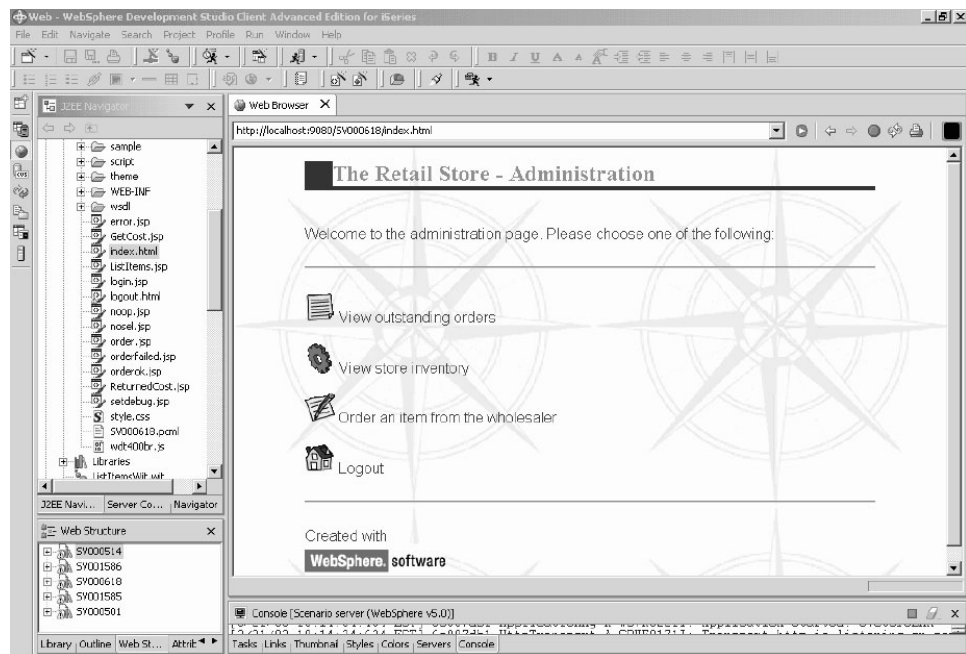 Web - WebSphere Development Studio Client Advanced Edition for iSeries
File Edit Navigate Search Project Profile Run Window Help
J2EE Navigator
sample
script
theme
WEB-INF
wsdl
error.jsp
GetCost.jsp
index.html
ListItems.jsp
login.jsp
logout.html
noop.jsp
nosel.jsp
order.jsp
orderfailed.jsp
orderok.jsp
ReturnedCost.jsp
setdebug.jsp
style.css
SV000618.pcml
wdt400br.js
Libraries
ListItemsWit.wit
J2EE Navi... Server Co... Navigator
Web Structure
SV000514
SV001586
SV000618
SV001585
SV000501
Library Outline Web St... Attrib
Web Browser
http://localhost:9080/SV000618/index.html
The Retail Store - Administration
Welcome to the administration page. Please choose one of the following:
View outstanding orders
View store inventory
Order an item from the wholesaler
Logout
Created with
WebSphere. software
Console [Scenario server (WebSphere v5.0)]
Tasks Links Thumbnail Styles Colors Servers Console